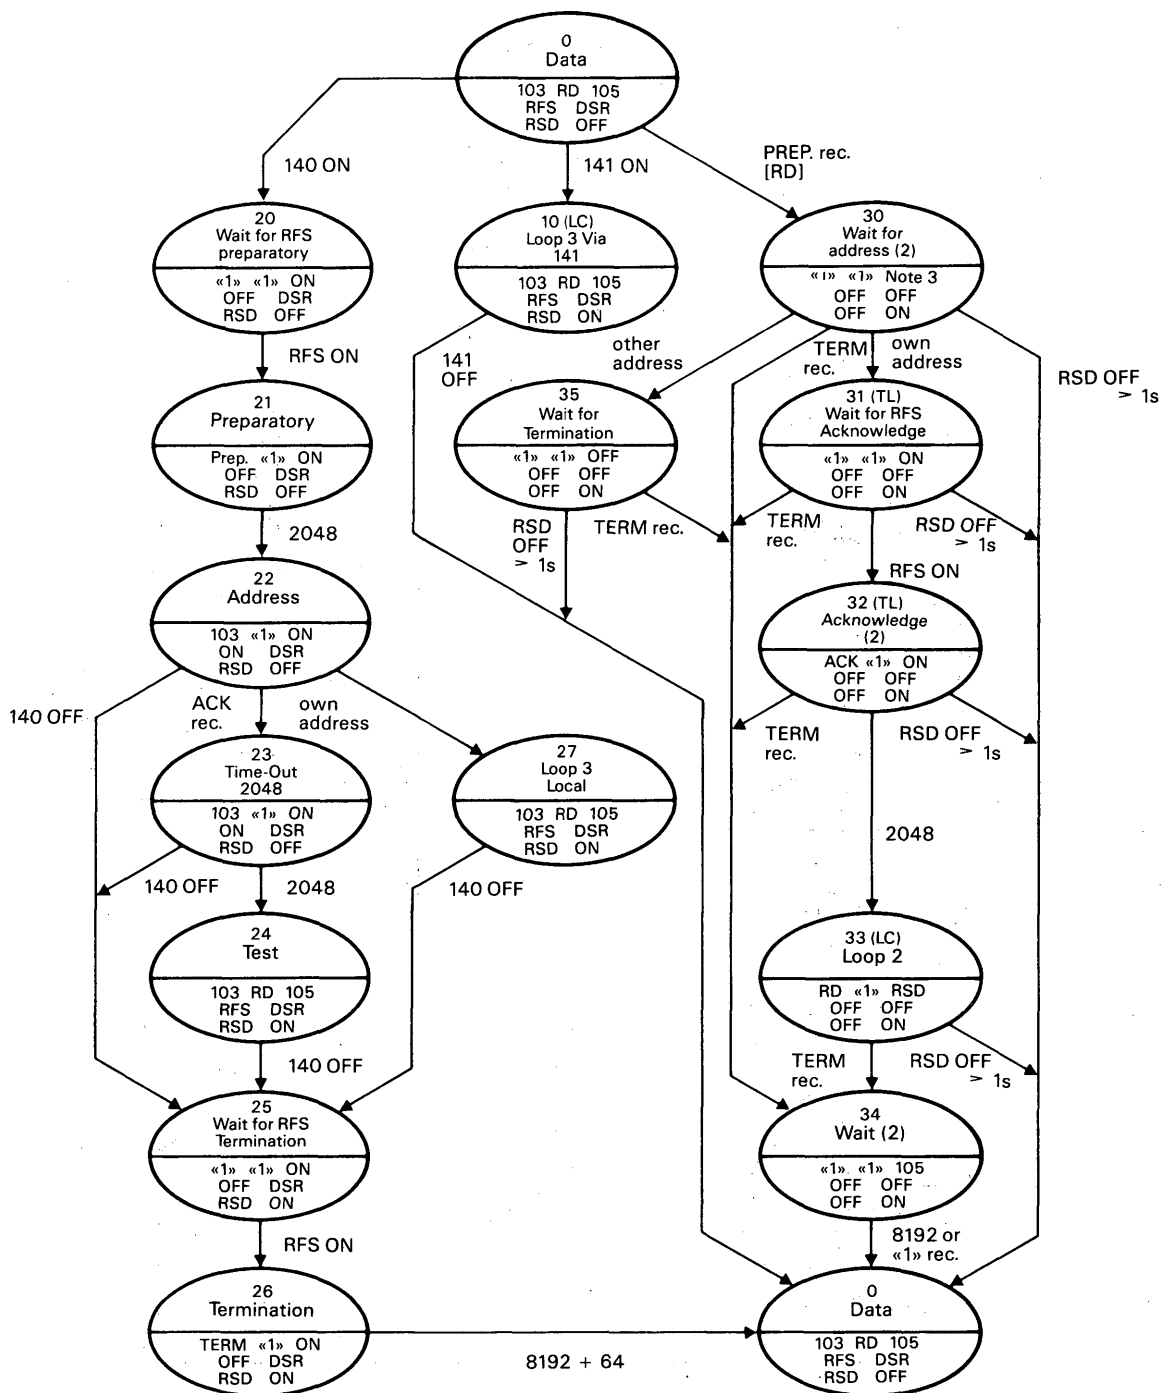 0
Data
103 RD 105
RFS DSR
RSD OFF
140 ON
141 ON
PREP. rec.
[RD]
20
Wait for RFS
preparatory
«1» «1» ON
OFF DSR
RSD OFF
10 (LC)
Loop 3 Via
141
103 RD 105
RFS DSR
RSD ON
30
Wait for
address (2)
«1» «1» Note 3
OFF OFF
OFF ON
RFS ON
141
OFF
other
address
TERM
rec.
own
address
RSD OFF
> 1s
21
Preparatory
Prep. «1» ON
OFF DSR
RSD OFF
35
Wait for
Termination
«1» «1» OFF
OFF OFF
OFF ON
31 (TL)
Wait for RFS
Acknowledge
«1» «1» ON
OFF OFF
OFF ON
2048
RSD
OFF
> 1s
TERM rec.
TERM
rec.
RSD OFF
> 1s
RFS ON
22
Address
103 «1» ON
ON DSR
RSD OFF
32 (TL)
Acknowledge
(2)
ACK «1» ON
OFF OFF
OFF ON
140 OFF
ACK
rec.
own
address
TERM
rec.
RSD OFF
> 1s
23
Time-Out
2048
103 «1» ON
ON DSR
RSD OFF
27
Loop 3
Local
103 RD 105
RFS DSR
RSD ON
2048
140 OFF
2048
140 OFF
24
Test
103 RD 105
RFS DSR
RSD ON
33 (LC)
Loop 2
RD «1» RSD
OFF OFF
OFF ON
140 OFF
TERM
rec.
RSD OFF
> 1s
25
Wait for RFS
Termination
«1» «1» ON
OFF DSR
RSD ON
34
Wait (2)
«1» «1» 105
OFF OFF
OFF ON
RFS ON
8192 or
«1» rec.
26
Termination
TERM «1» ON
OFF DSR
RSD ON
8192 + 64
0
Data
103 RD 105
RFS DSR
RSD OFF